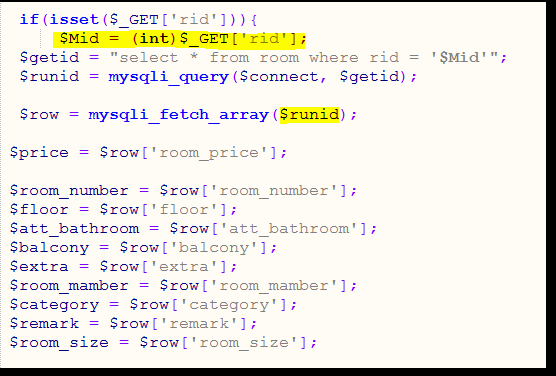 if(isset($_GET['rid'])){
$Mid = (int)$_GET['rid'];
$getid = "select * from room where rid = '$Mid'";
$runid = mysqli_query($connect, $getid);
$row = mysqli_fetch_array($runid);
$price = $row['room_price'];
$room_number = $row['room_number'];
$floor = $row['floor'];
$att_bathroom = $row['att_bathroom'];
$balcony = $row['balcony'];
$extra = $row['extra'];
$room_mamber = $row['room_mamber'];
$category = $row['category'];
$remark = $row['remark'];
$room_size = $row['room_size'];